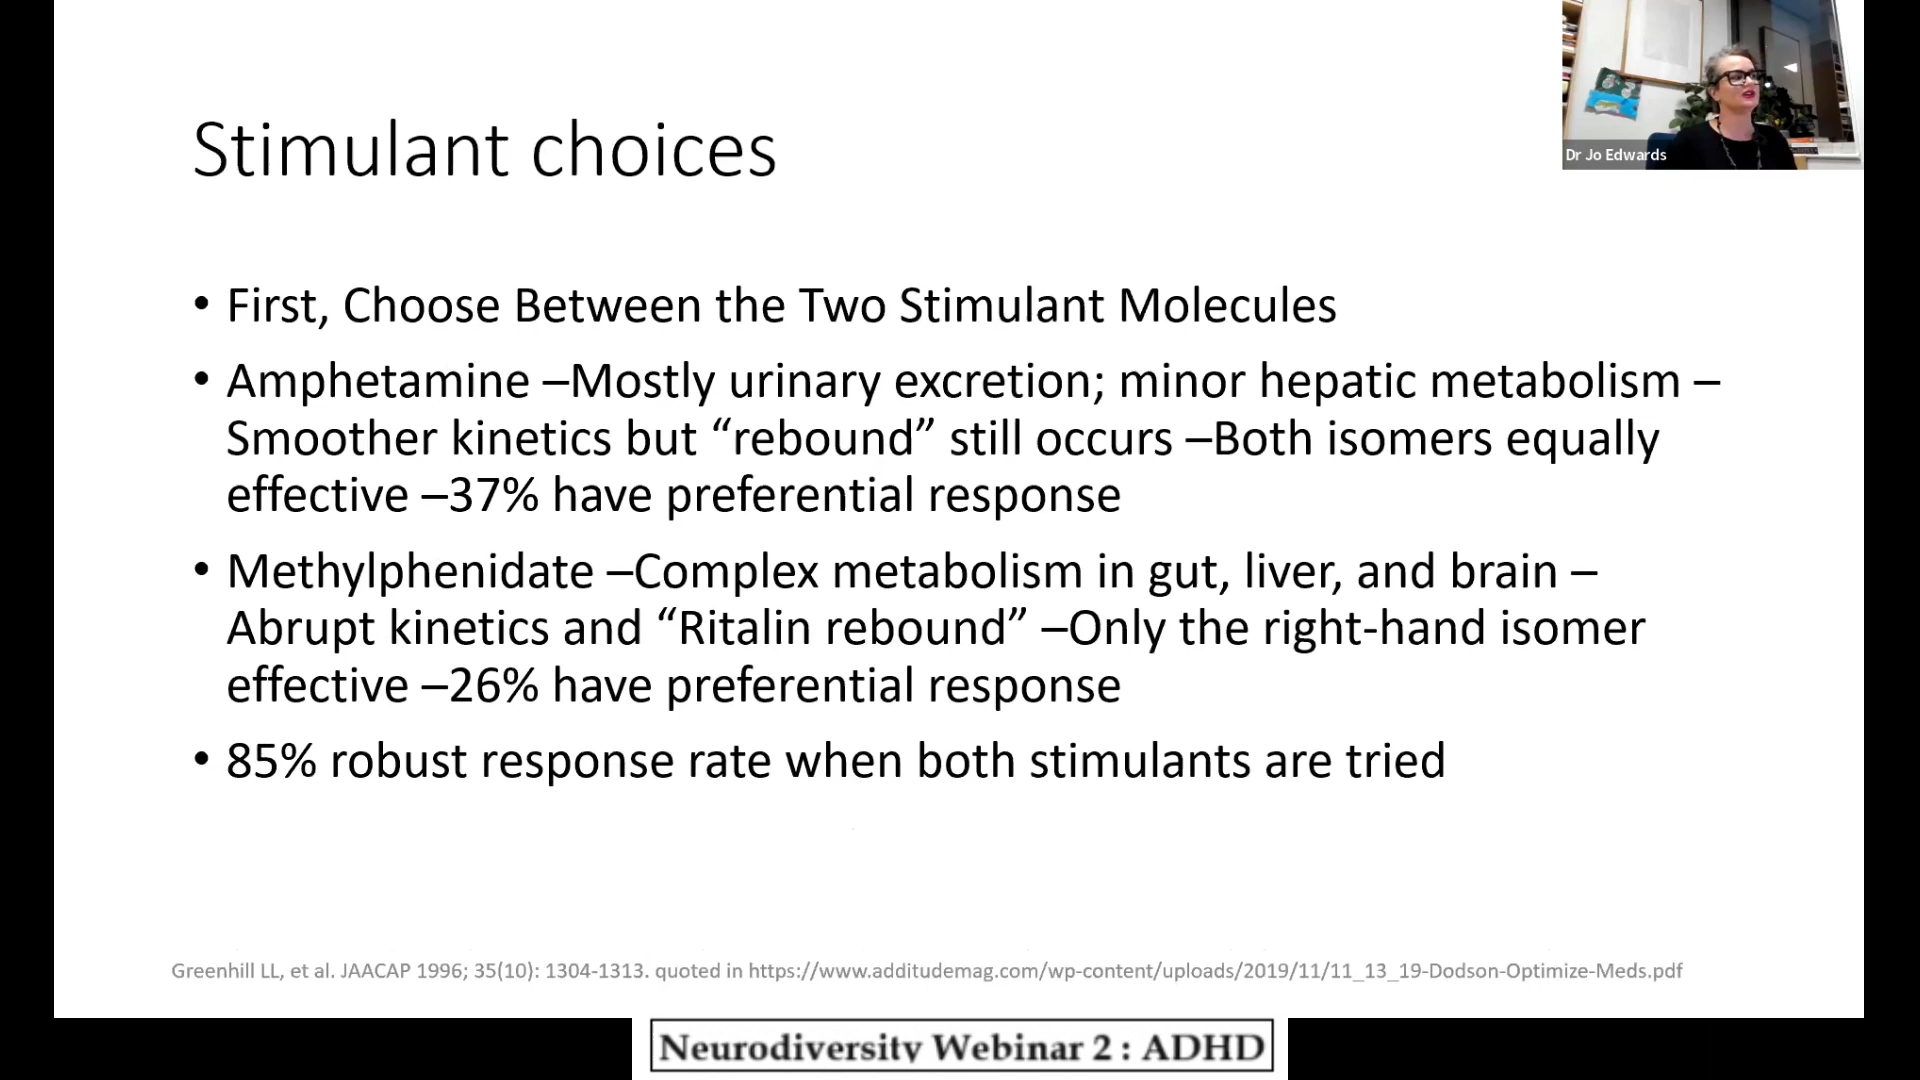 Dr Jo Edwards
Stimulant choices
• First, Choose Between the Two Stimulant Molecules
• Amphetamine –Mostly urinary excretion; minor hepatic metabolism –
Smoother kinetics but “rebound” still occurs –Both isomers equally
effective –37% have preferential response
• Methylphenidate –Complex metabolism in gut, liver, and brain –
Abrupt kinetics and “Ritalin rebound” –Only the right-hand isomer
effective –26% have preferential response
• 85% robust response rate when both stimulants are tried
Greenhill LL, et al. JAACAP 1996; 35(10): 1304-1313. quoted in https://www.additudemag.com/wp-content/uploads/2019/11/11_13_19-Dodson-Optimize-Meds.pdf
Neurodiversity Webinar 2 : ADHD